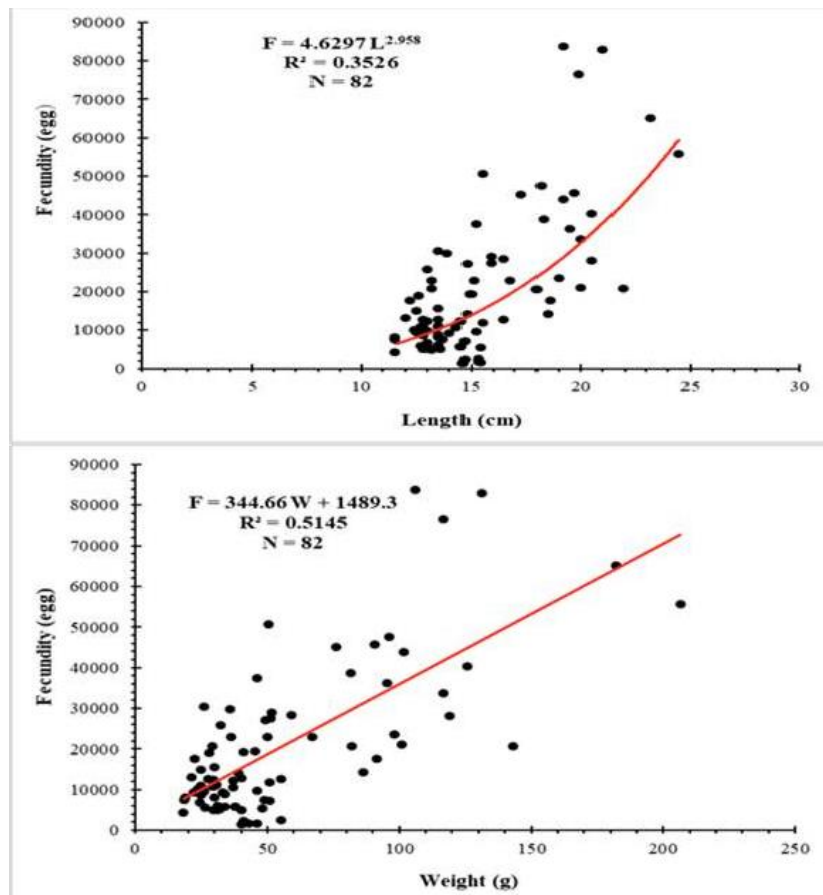 90000
80000
70000
60000
50000
40000
30000
20000
10000
0
F = 4.6297 L^2.958
R² = 0.3526
N = 82
Fecundity (egg)
0 5 10 15 20 25 30
Length (cm)
90000
80000
70000
60000
50000
40000
30000
20000
10000
0
F = 344.66 W + 1489.3
R² = 0.5145
N = 82
Fecundity (egg)
0 50 100 150 200 250
Weight (g)